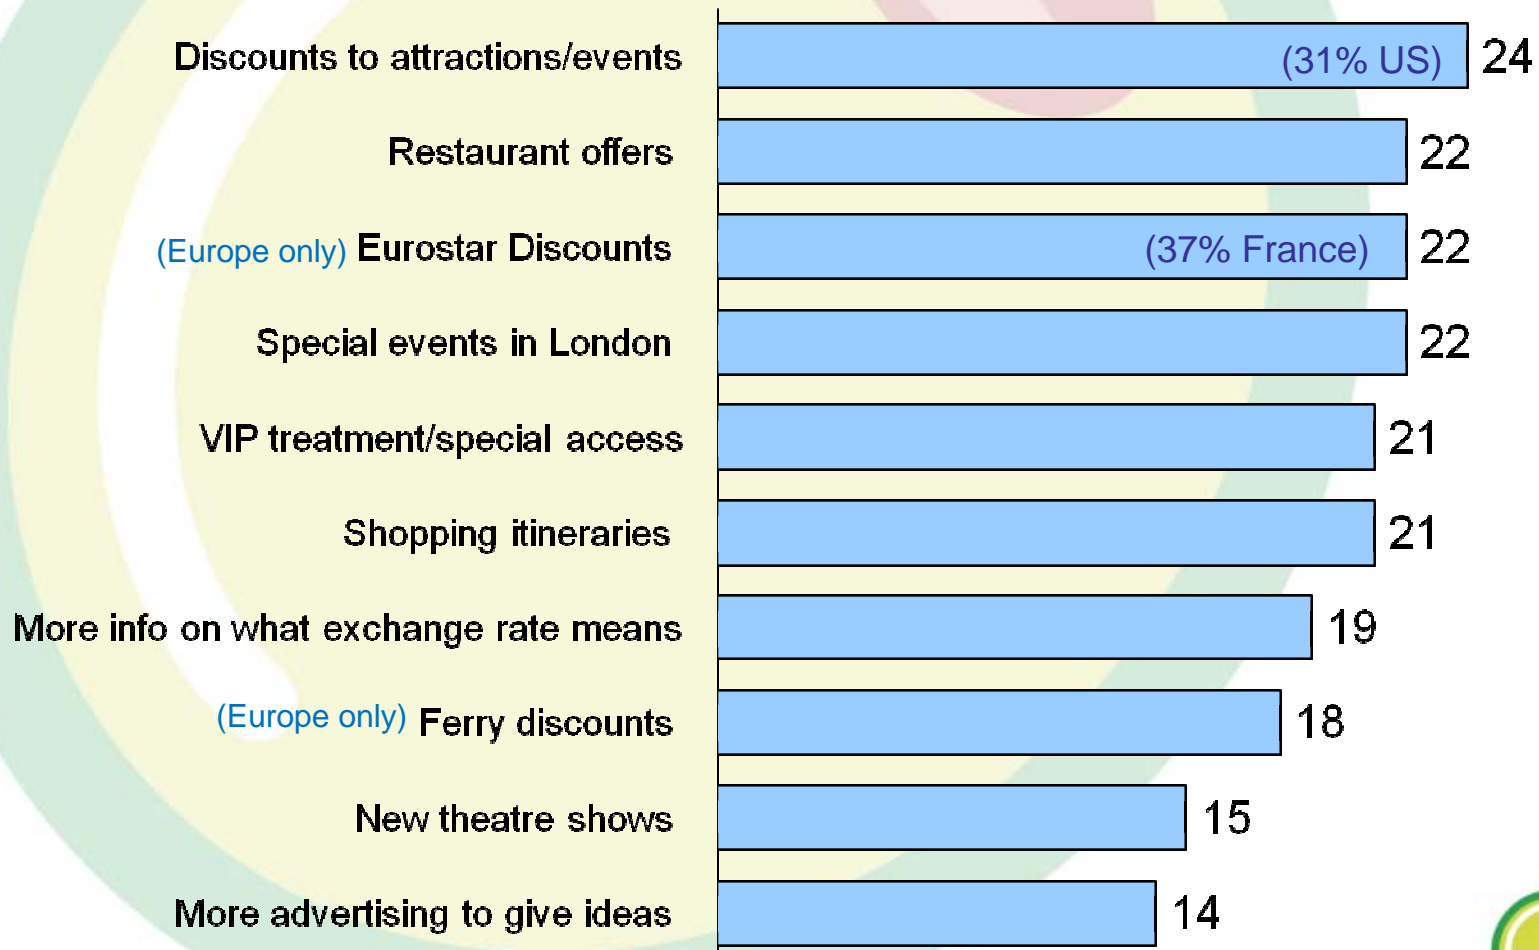 Discounts to attractions/events (31% US) 24
Restaurant offers 22
(Europe only) Eurostar Discounts (37% France) 22
Special events in London 22
VIP treatment/special access 21
Shopping itineraries 21
More info on what exchange rate means 19
(Europe only) Ferry discounts 18
New theatre shows 15
More advertising to give ideas 14